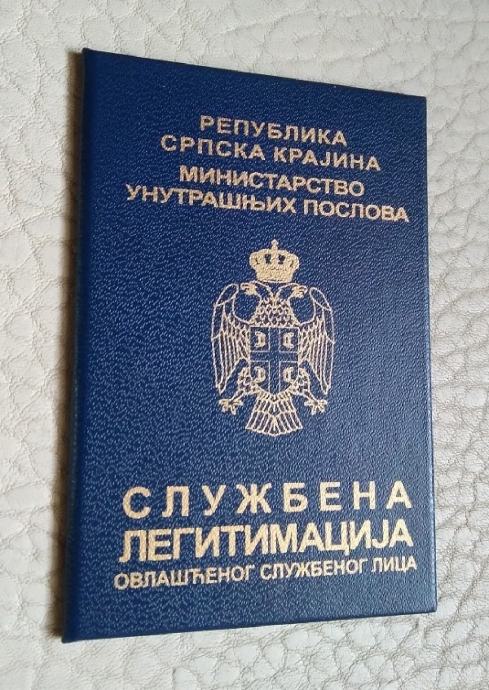 РЕПУБЛИКА
СРПСКА КРАЈИНА
МИНИСТАРСТВО
УНУТРАШЊИХ ПОСЛОВА
СЛУЖБЕНА
ЛЕГИТИМАЦИЈА
ОВЛАШЋЕНОГ СЛУЖБЕНОГ ЛИЦА